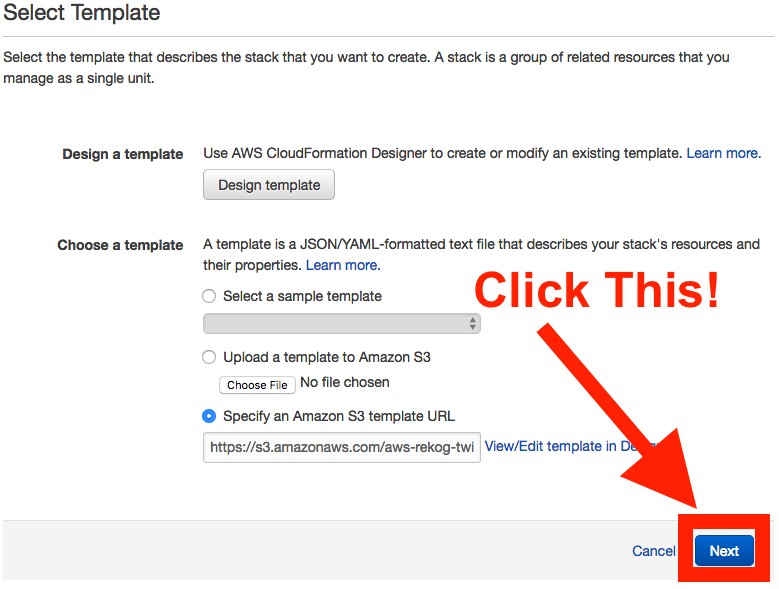 Select Template
Select the template that describes the stack that you want to create. A stack is a group of related resources that you
manage as a single unit.
Design a template
Use AWS CloudFormation Designer to create or modify an existing template. Learn more.
Design template
Choose a template
A template is a JSON/YAML-formatted text file that describes your stack's resources and
their properties. Learn more.
Click This!
Select a sample template
Upload a template to Amazon S3
Choose File No file chosen
Specify an Amazon S3 template URL
https://s3.amazonaws.com/aws-rekog-twi
View/Edit template in
Cancel
Next